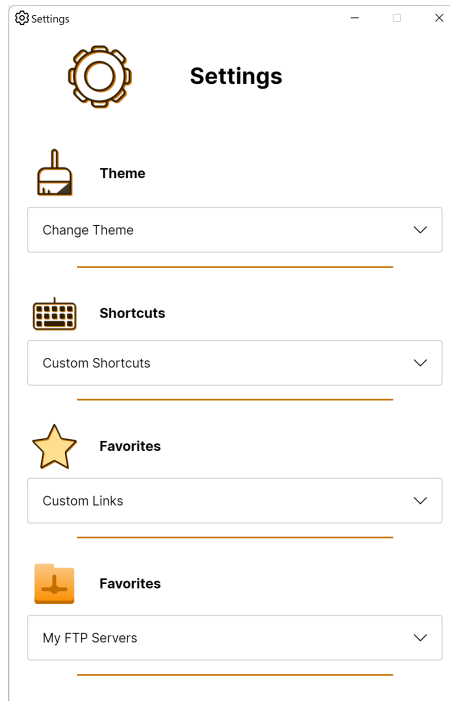 Settings
Settings
Theme
Change Theme
Shortcuts
Custom Shortcuts
Favorites
Custom Links
Favorites
My FTP Servers